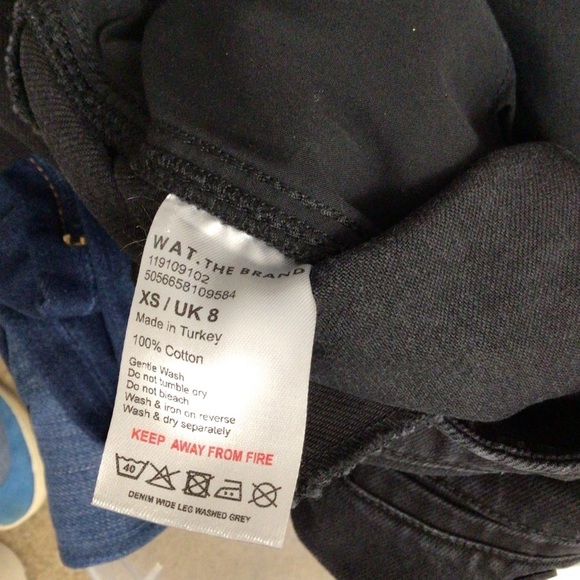 WAT. THE BRAND
119109102
5056658109584
XS / UK 8
Made in Turkey
100% Cotton
Gentle Wash
Do not tumble dry
Do not bleach
Wash & iron on reverse
Wash & dry separately
KEEP AWAY FROM FIRE
40
DENIM WIDE LEG WASHED GREY